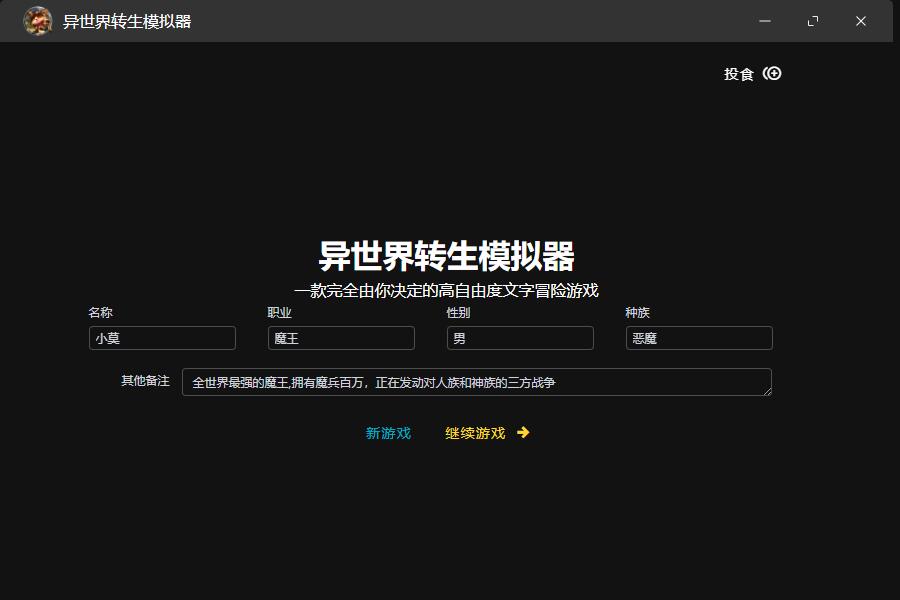 异世界转生模拟器
投食
异世界转生模拟器
一款完全由你决定的高自由度文字冒险游戏
名称 职业 性别 种族
小莫 魔王 男 恶魔
其他备注 全世界最强的魔王,拥有魔兵百万，正在发动对人族和神族的三方战争
新游戏 继续游戏